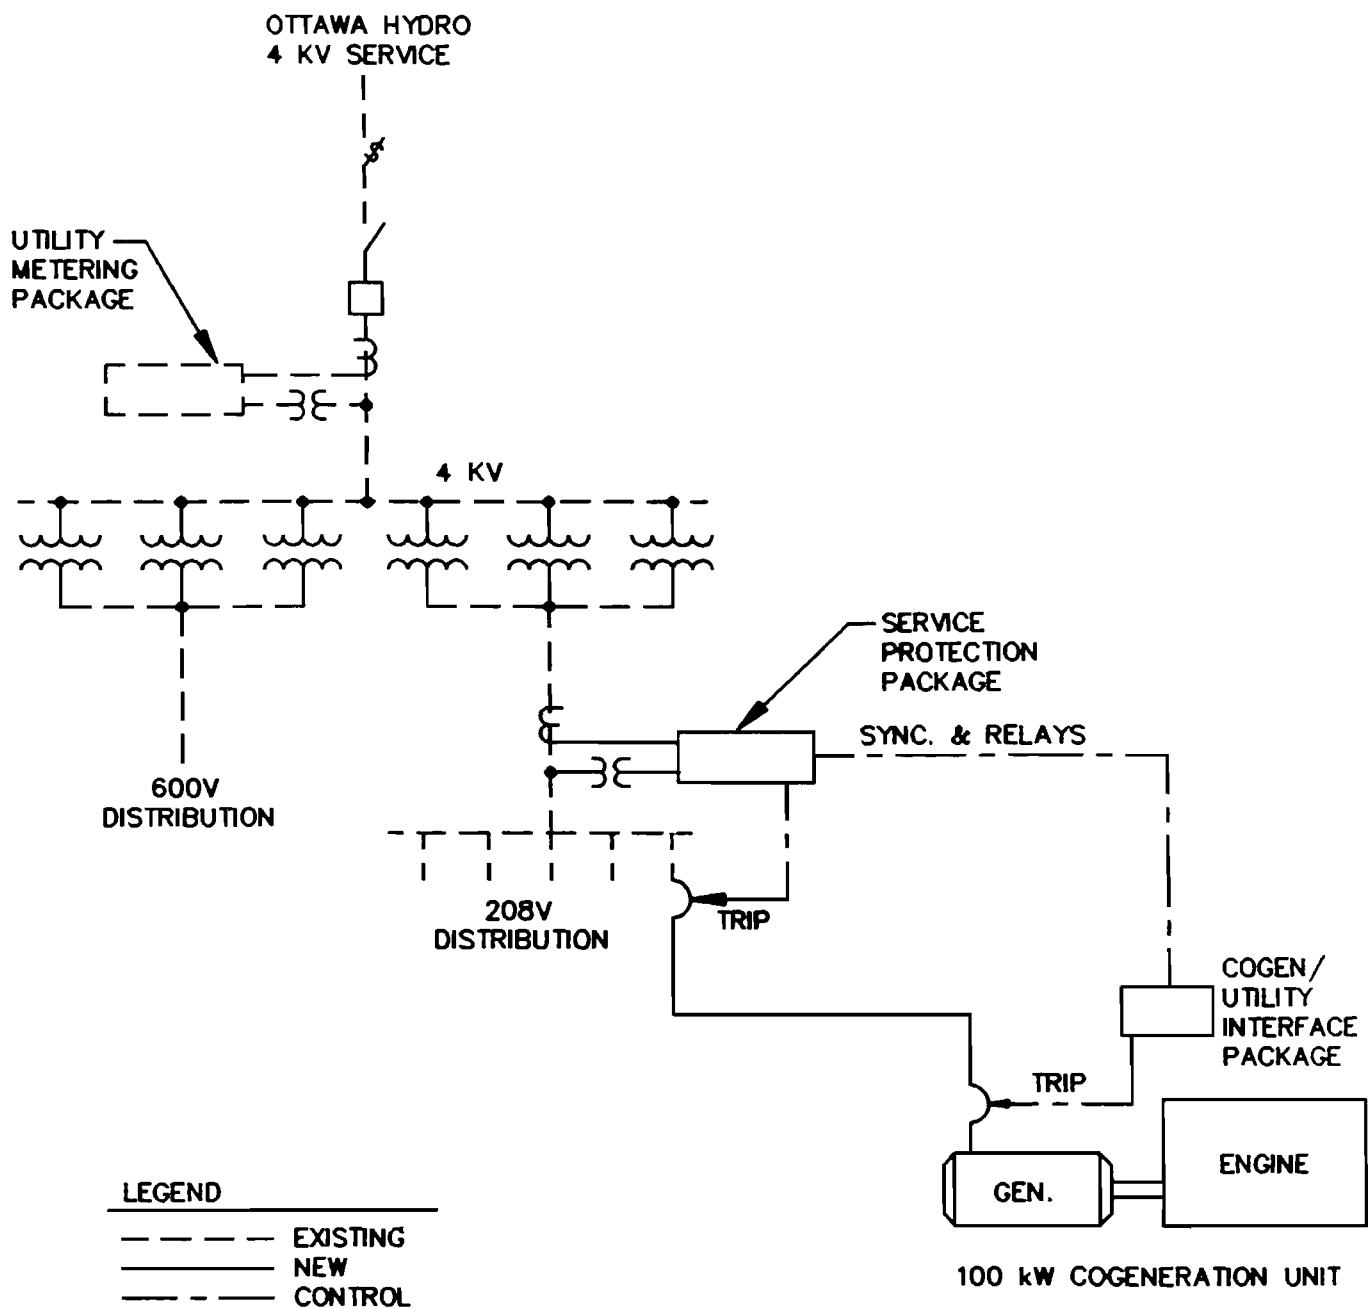 OTTAWA HYDRO
4 KV SERVICE
UTILITY
METERING
PACKAGE
4 KV
SERVICE
PROTECTION
PACKAGE
SYNC. & RELAYS
600V
DISTRIBUTION
TRIP
208V
DISTRIBUTION
COGEN/
UTILITY
INTERFACE
PACKAGE
TRIP
GEN.
ENGINE
100 kW COGENERATION UNIT
LEGEND
EXISTING
NEW
CONTROL